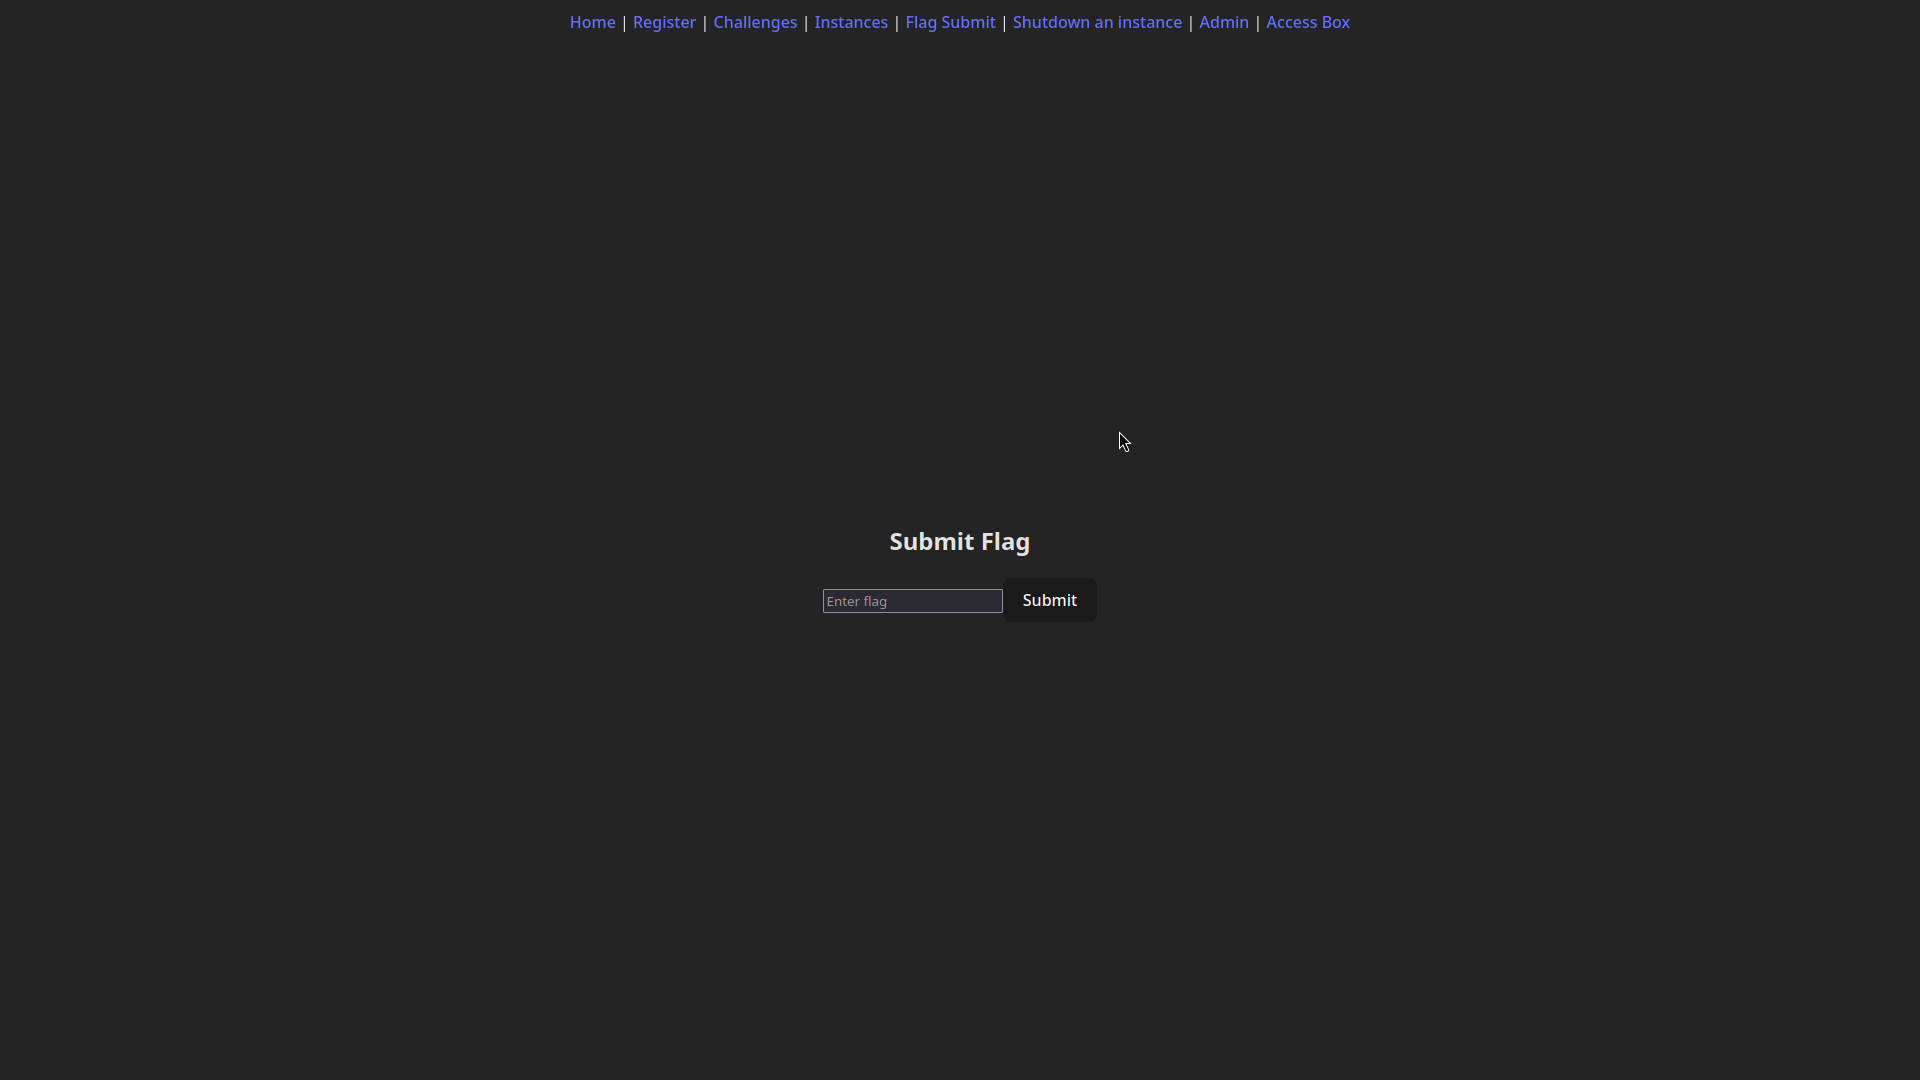 Home | Register | Challenges | Instances | Flag Submit | Shutdown an instance | Admin | Access Box
Submit Flag
Enter flag Submit